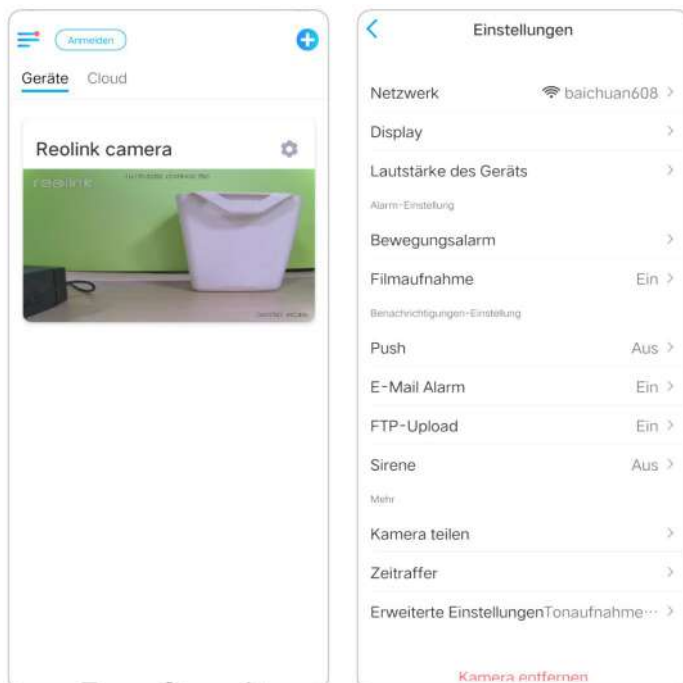 Anmelden
Geräte Cloud
Reolink camera
reolink
Einstellungen
Netzwerk baichuan608
Display
Lautstärke des Geräts
Alarm-Einstellung
Bewegungsalarm
Filmaufnahme Ein
Benachrichtigungen-Einstellung
Push Aus
E-Mail Alarm Ein
FTP-Upload Ein
Sirene Aus
Mehr
Kamera teilen
Zeitraffer
Erweiterte Einstellungen Tonaufnahme...
Kamera entfernen